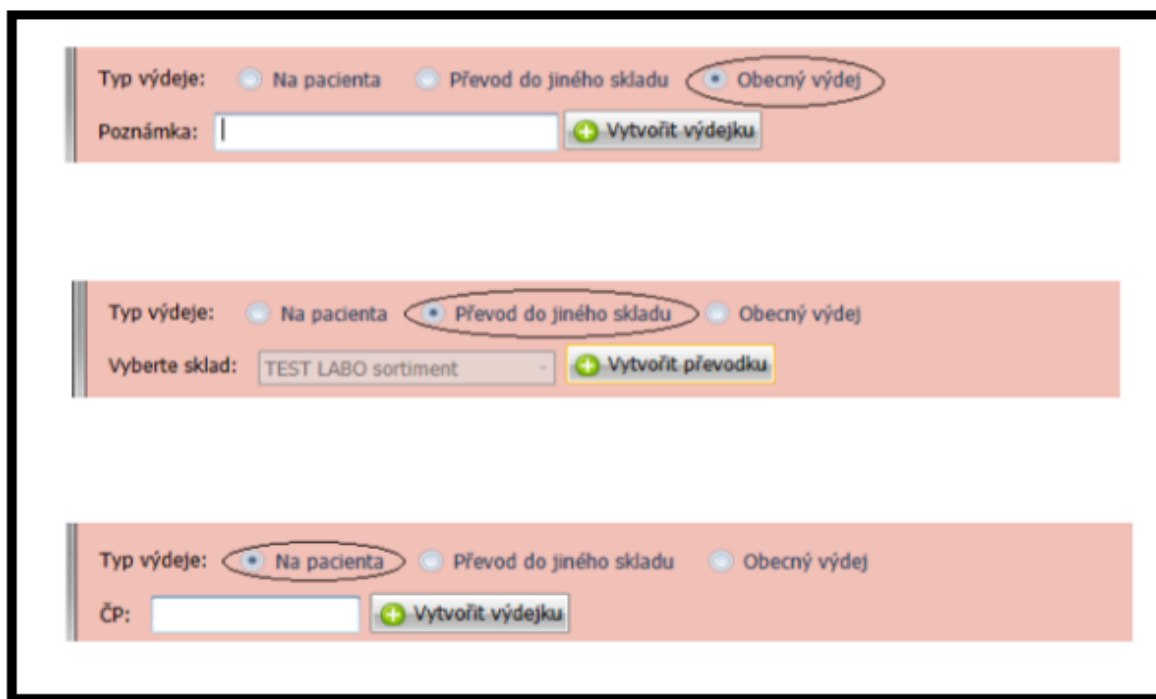 Typ výdeje: Na pacienta Převod do jiného skladu Obecný výdej
Poznámka: Vytvořit výdejku
Typ výdeje: Na pacienta Převod do jiného skladu Obecný výdej
Vyberte sklad: TEST LABO sortiment Vytvořit převodku
Typ výdeje: Na pacienta Převod do jiného skladu Obecný výdej
ČP: Vytvořit výdejku